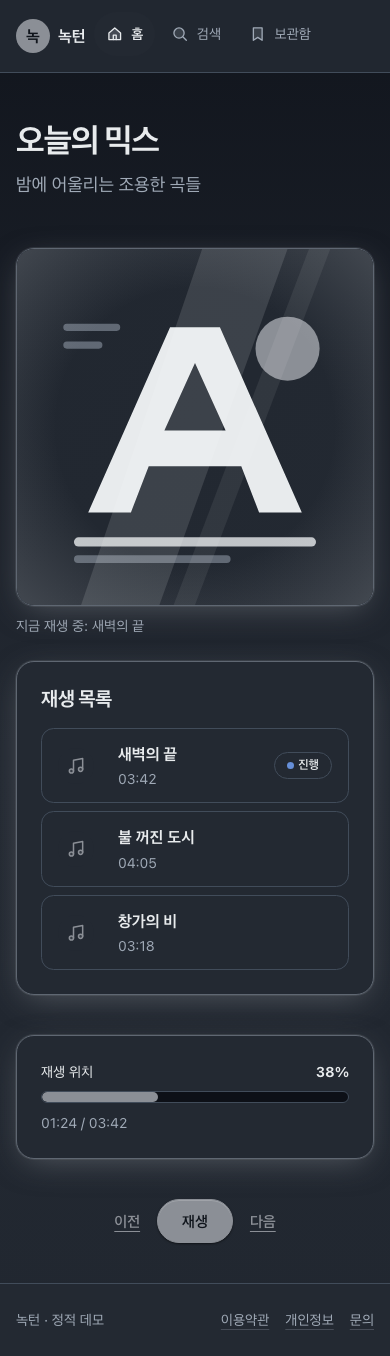 녹 녹턴 홈 검색 보관함
오늘의 믹스
밤에 어울리는 조용한 곡들
A
지금 재생 중: 새벽의 끝
재생 목록
새벽의 끝
03:42
진행
불 꺼진 도시
04:05
창가의 비
03:18
재생 위치 38%
01:24 / 03:42
이전 재생 다음
녹턴 · 정적 데모 이용약관 개인정보 문의